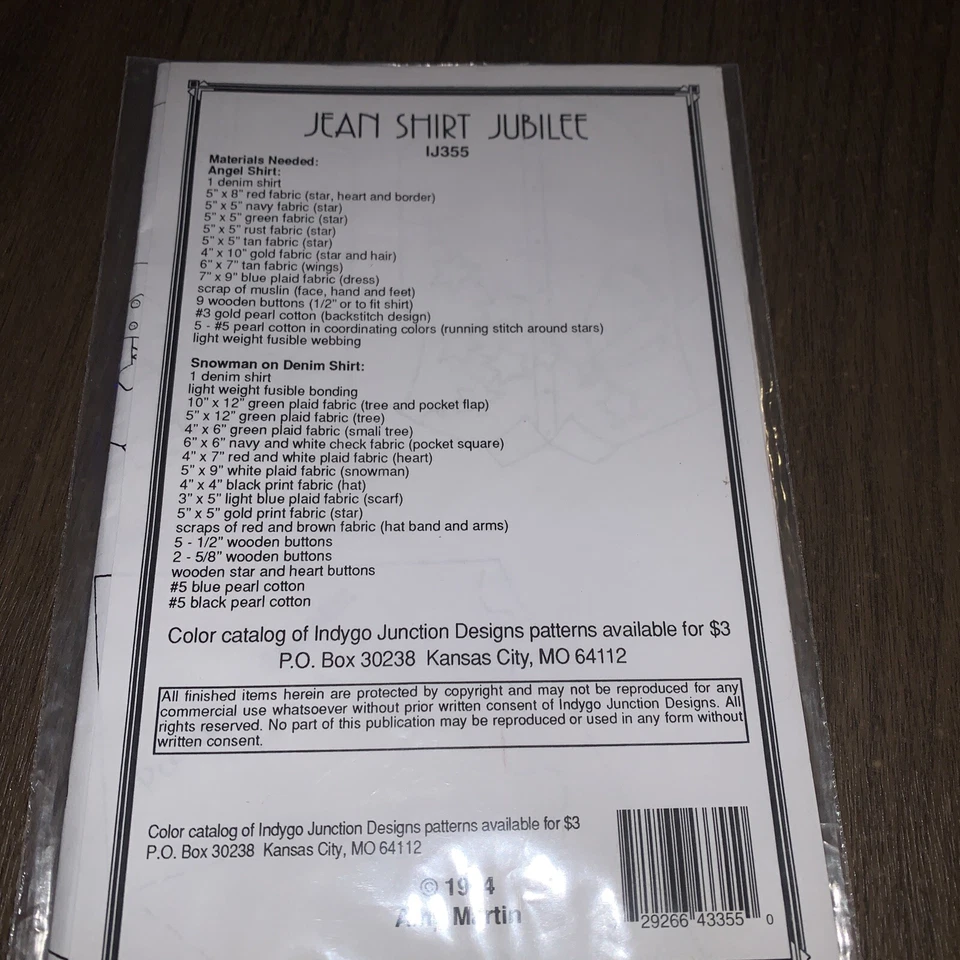 JEAN SHIRT JUBILEE
IJ355
Materials Needed:
Angel Shirt:
1 denim shirt
5" x 8" red fabric (star, heart and border)
5" x 5" navy fabric (star)
5" x 5" green fabric (star)
5" x 5" rust fabric (star)
5" x 5" tan fabric (star)
4" x 10" gold fabric (star and hair)
6" x 7" tan fabric (wings)
7" x 9" blue plaid fabric (dress)
scrap of muslin (face, hand and feet)
9 wooden buttons (1/2" or to fit shirt)
#3 gold pearl cotton (backstitch design)
5 - #5 pearl cotton in coordinating colors (running stitch around stars)
light weight fusible webbing
Snowman on Denim Shirt:
1 denim shirt
light weight fusible bonding
10" x 12" green plaid fabric (tree and pocket flap)
5" x 12" green plaid fabric (tree)
4" x 6" green plaid fabric (small tree)
6" x 6" navy and white check fabric (pocket square)
4" x 7" red and white plaid fabric (heart)
5" x 9" white plaid fabric (snowman)
4" x 4" black print fabric (hat)
3" x 5" light blue plaid fabric (scarf)
5" x 5" gold print fabric (star)
scraps of red and brown fabric (hat band and arms)
5 - 1/2" wooden buttons
2 - 5/8" wooden buttons
wooden star and heart buttons
#5 blue pearl cotton
#5 black pearl cotton
Color catalog of Indygo Junction Designs patterns available for $3
P.O. Box 30238 Kansas City, MO 64112
All finished items herein are protected by copyright and may not be reproduced for any
commercial use whatsoever without prior written consent of Indygo Junction Designs. All
rights reserved. No part of this publication may be reproduced or used in any form without
written consent.
Color catalog of Indygo Junction Designs patterns available for $3
P.O. Box 30238 Kansas City, MO 64112
©
Martin
29266 43355 0